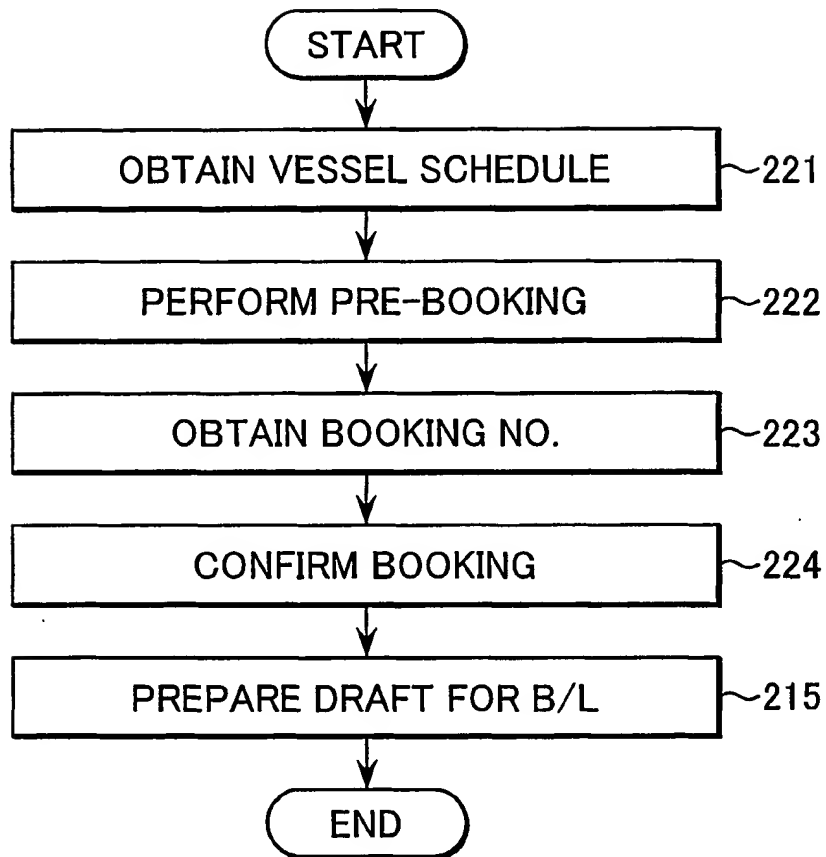 START
OBTAIN VESSEL SCHEDULE 221
PERFORM PRE-BOOKING 222
OBTAIN BOOKING NO. 223
CONFIRM BOOKING 224
PREPARE DRAFT FOR B/L 215
END